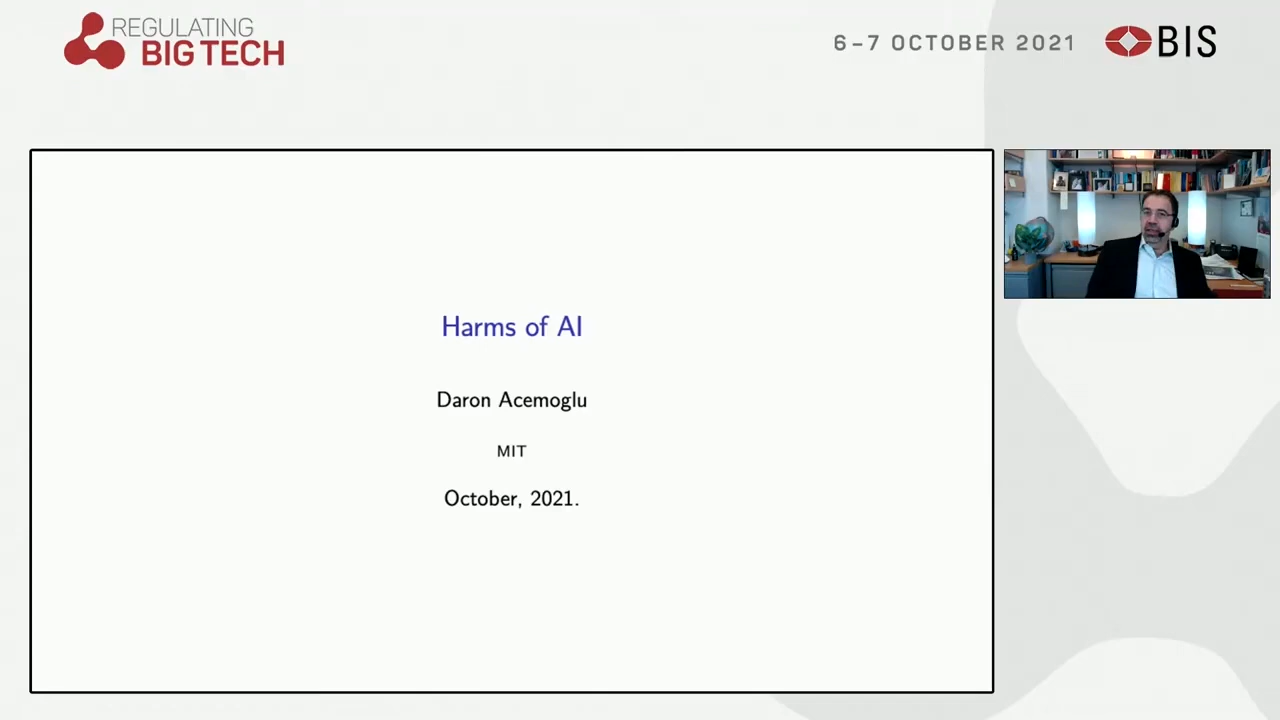 REGULATING
BIG TECH
6–7 OCTOBER 2021
BIS
Harms of AI
Daron Acemoglu
MIT
October, 2021.